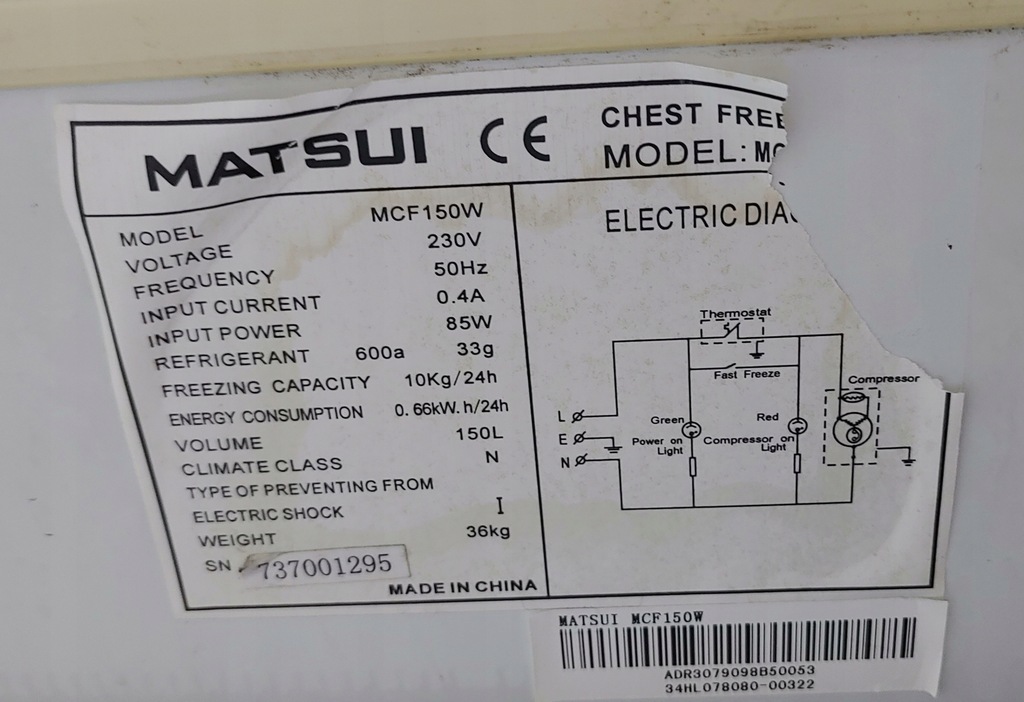 MATSUI CE
CHEST FREE
MODEL: MC
MODEL MCF150W
VOLTAGE 230V
FREQUENCY 50Hz
INPUT CURRENT 0.4A
INPUT POWER 85W
REFRIGERANT 600a 33g
FREEZING CAPACITY 10Kg/24h
ENERGY CONSUMPTION 0.66kW.h/24h
VOLUME 150L
CLIMATE CLASS N
TYPE OF PREVENTING FROM
ELECTRIC SHOCK I
WEIGHT 36kg
SN 737001295
MADE IN CHINA
ELECTRIC DIA
Thermostat
Fast Freeze
Compressor
L
E
N
Green
Power on
Light
Red
Compressor on
Light
MATSUI MCF150W
ADR3079098B50053
34HL078080-00322